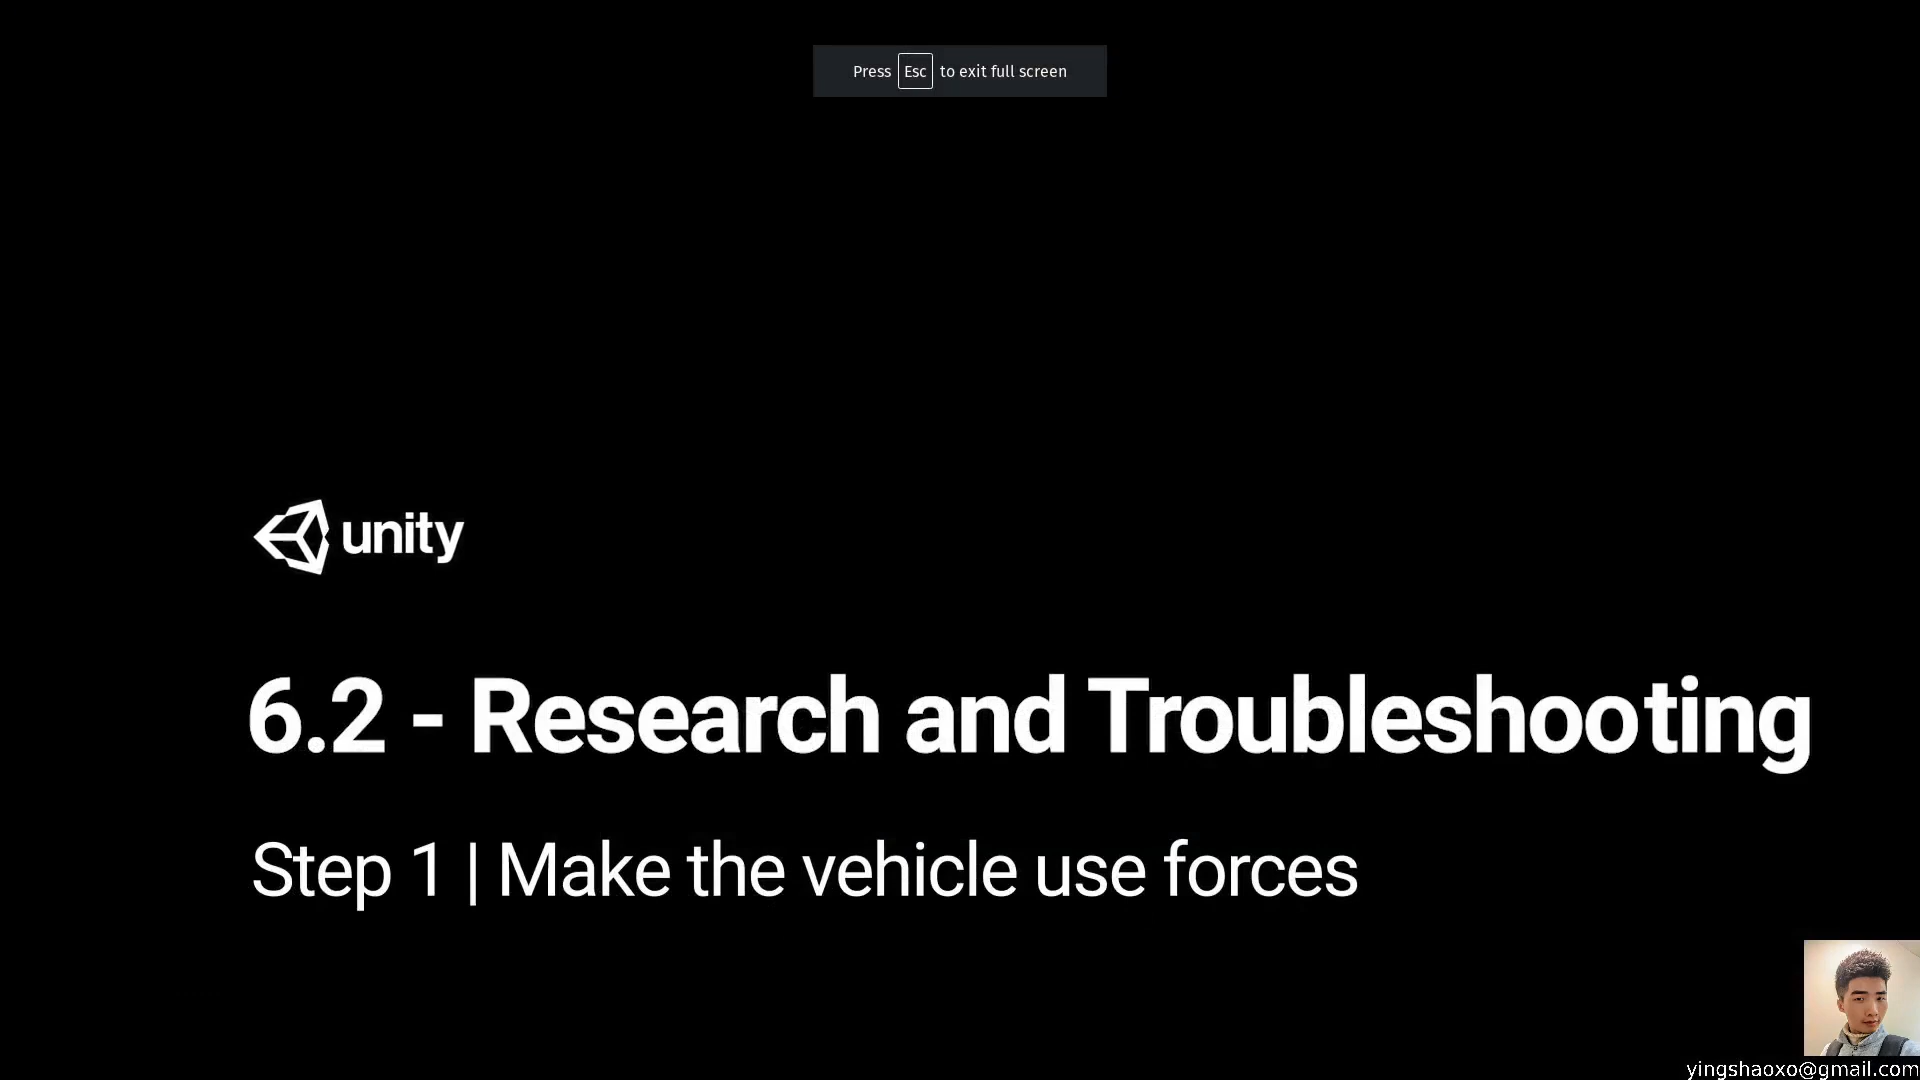 Press Esc to exit full screen
unity
6.2 - Research and Troubleshooting
Step 1 | Make the vehicle use forces
yingshaoxo@gmail.com